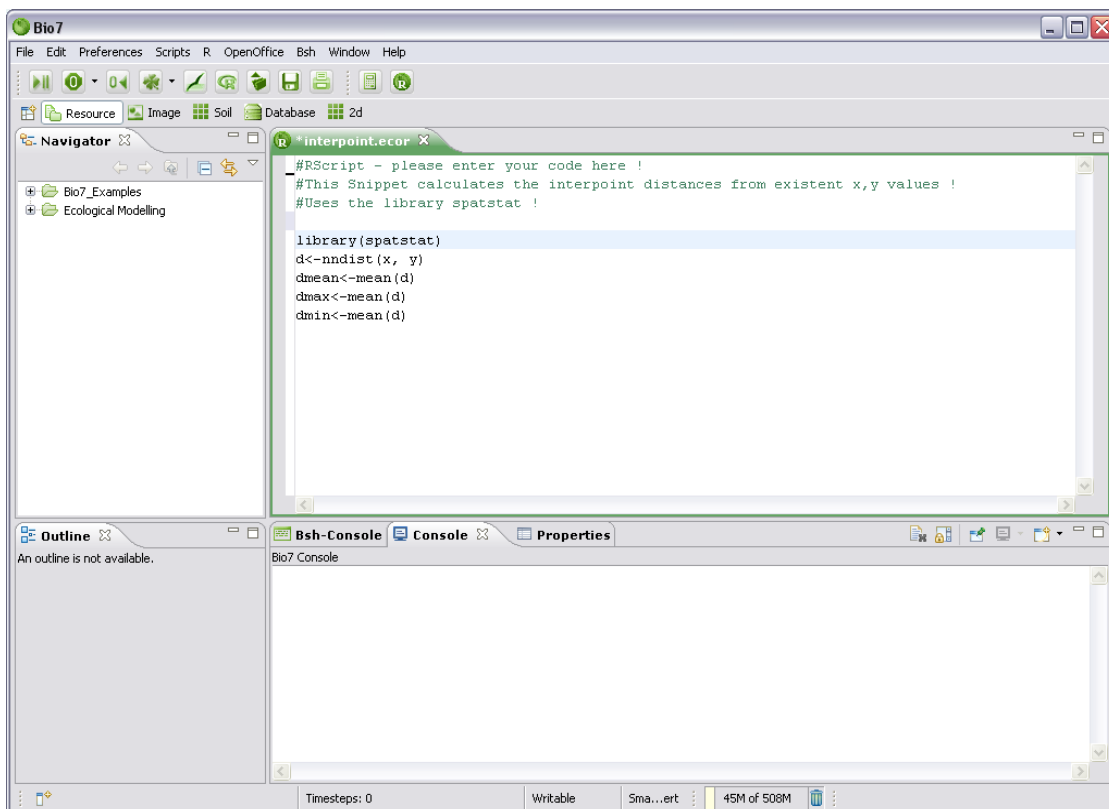 Bio7
File Edit Preferences Scripts R OpenOffice Bsh Window Help
Resource Image Soil Database 2d
Navigator
Bio7_Examples
Ecological Modelling
*interpoint.ecor
#RScript - please enter your code here !
#This Snippet calculates the interpoint distances from existent x,y values !
#Uses the library spatstat !
library(spatstat)
d<-nndist(x, y)
dmean<-mean(d)
dmax<-mean(d)
dmin<-mean(d)
Outline
An outline is not available.
Bsh-Console Console Properties
Bio7 Console
Timesteps: 0 Writable Sma...ert 45M of 508M